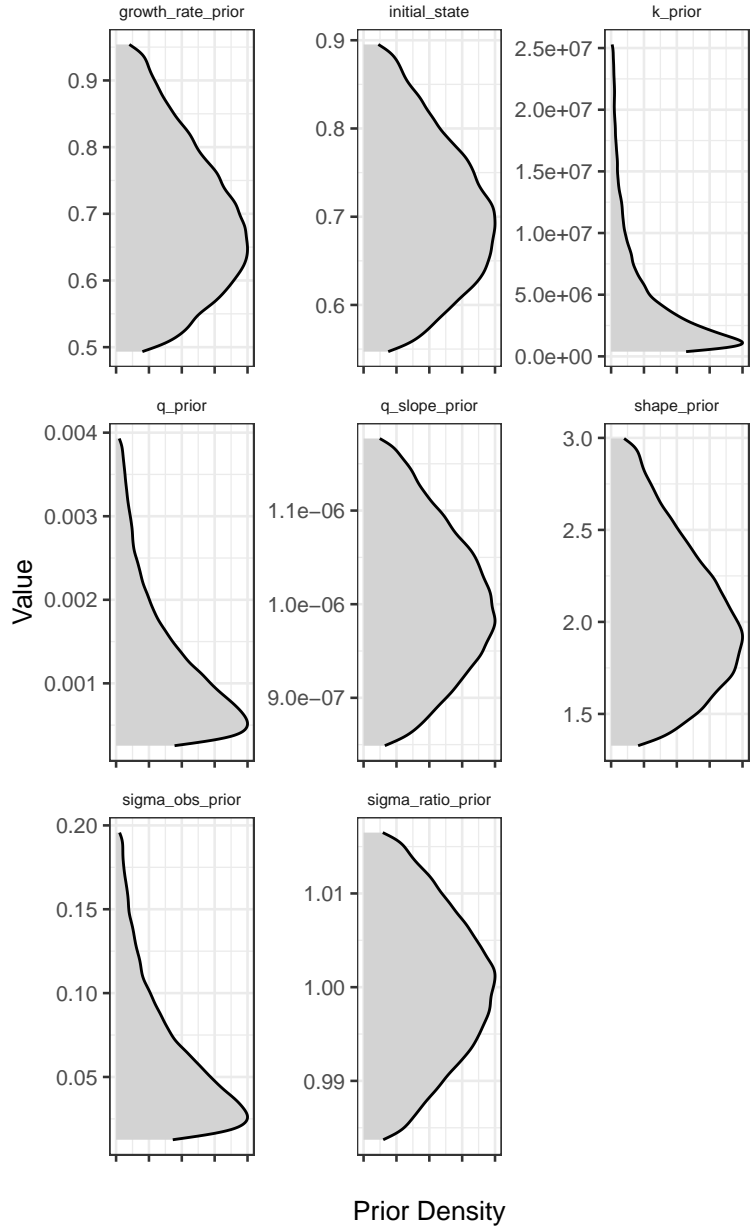 growth_rate_prior
0.9
0.8
0.7
0.6
0.5
initial_state
0.9
0.8
0.7
0.6
k_prior
2.5e+07
2.0e+07
1.5e+07
1.0e+07
5.0e+06
0.0e+00
q_prior
0.004
0.003
0.002
0.001
q_slope_prior
1.1e−06
1.0e−06
9.0e−07
shape_prior
3.0
2.5
2.0
1.5
sigma_obs_prior
0.20
0.15
0.10
0.05
sigma_ratio_prior
1.01
1.00
0.99
Value
Prior Density